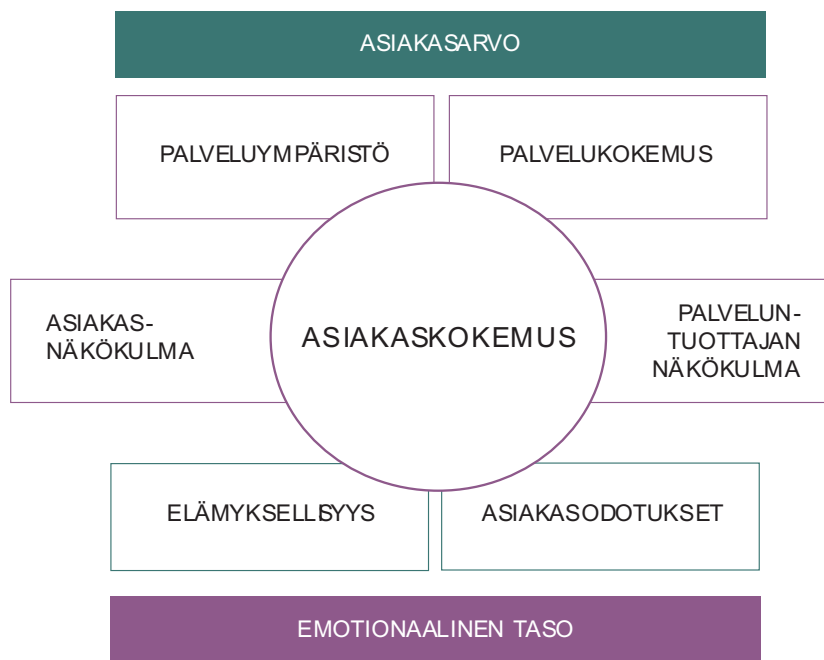 ASIAKASARVO
PALVELUYMPÄRISTÖ
PALVELUKOKEMUS
ASIAKAS-
NÄKÖKULMA
ASIAKASKOKEMUS
PALVELUN-
TUOTTAJAN
NÄKÖKULMA
ELÄMYKSELLISYYS
ASIAKASODOTUKSET
EMOTIONAALINEN TASO